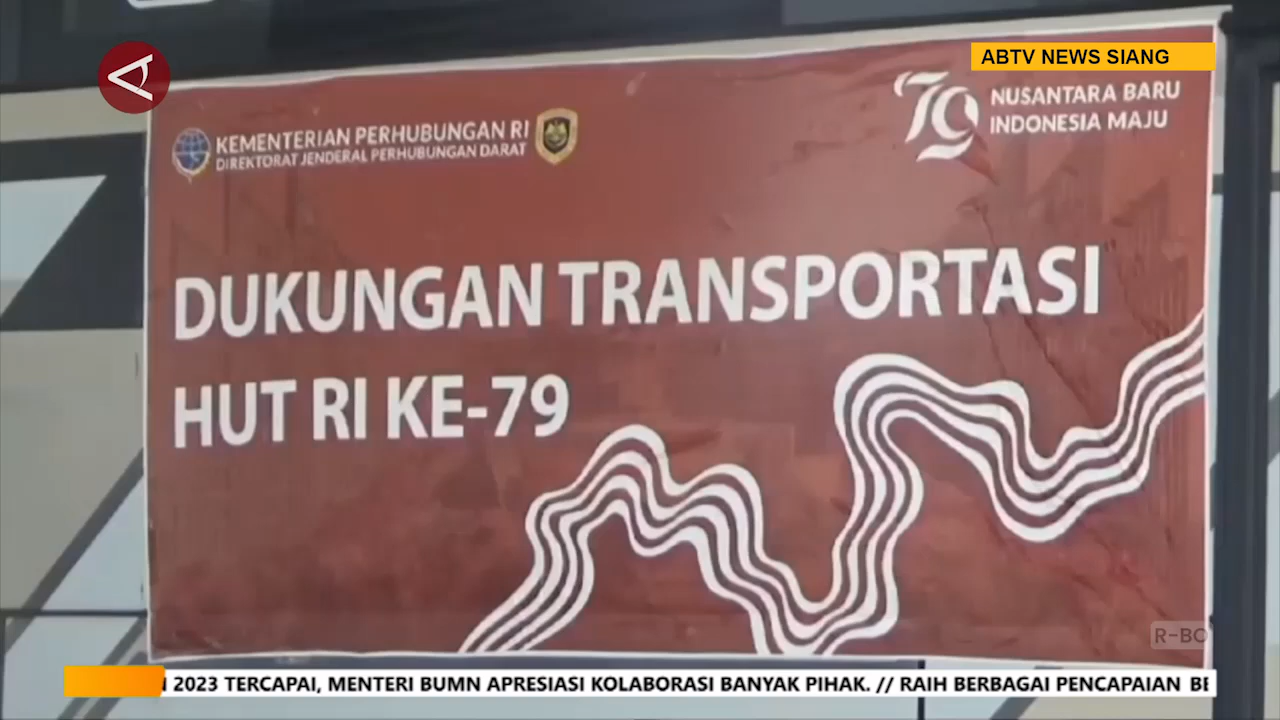 ABTV NEWS SIANG
KEMENTERIAN PERHUBUNGAN RI
DIREKTORAT JENDERAL PERHUBUNGAN DARAT
79 NUSANTARA BARU
INDONESIA MAJU
DUKUNGAN TRANSPORTASI
HUT RI KE-79
R-BO
2023 TERCAPAI, MENTERI BUMN APRESIASI KOLABORASI BANYAK PIHAK. // RAIH BERBAGAI PENCAPAIAN